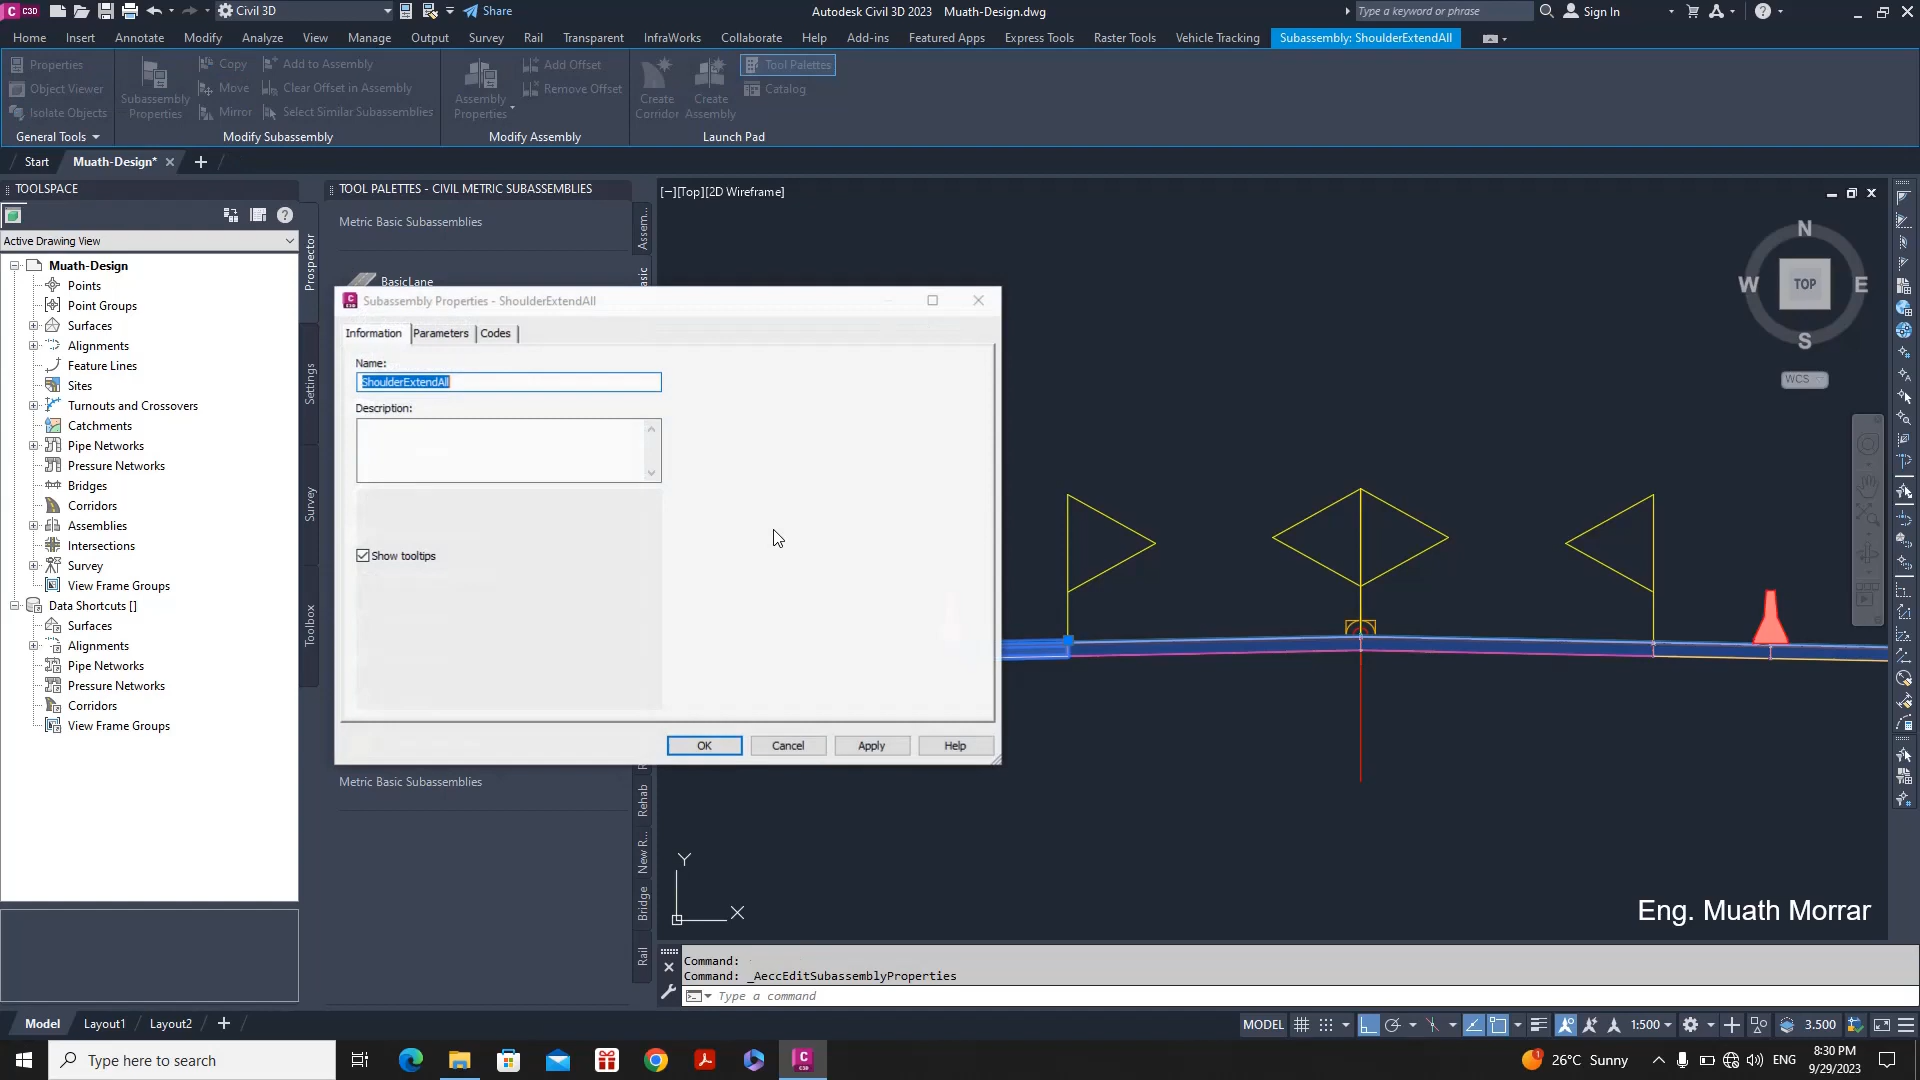 C3D
Civil 3D
Share
Autodesk Civil 3D 2023 Muath-Design.dwg
Type a keyword or phrase
Sign In
Home Insert Annotate Modify Analyze View Manage Output Survey Rail Transparent InfraWorks Collaborate Help Add-ins Featured Apps Express Tools Raster Tools Vehicle Tracking Subassembly: ShoulderExtendAll
Properties
Object Viewer
Isolate Objects
General Tools
Subassembly
Properties
Copy
Move
Mirror
Add to Assembly
Clear Offset in Assembly
Select Similar Subassemblies
Modify Subassembly
Assembly
Properties
Add Offset
Remove Offset
Modify Assembly
Create
Corridor
Create
Assembly
Tool Palettes
Catalog
Launch Pad
Start
Muath-Design*
TOOLSPACE
Active Drawing View
Muath-Design
Points
Point Groups
Surfaces
Alignments
Feature Lines
Sites
Turnouts and Crossovers
Catchments
Pipe Networks
Pressure Networks
Bridges
Corridors
Assemblies
Intersections
Survey
View Frame Groups
Data Shortcuts []
Surfaces
Alignments
Pipe Networks
Pressure Networks
Corridors
View Frame Groups
Prospector
Settings
Survey
Toolbox
TOOL PALETTES - CIVIL METRIC SUBASSEMBLIES
Metric Basic Subassemblies
BasicLane
Metric Basic Subassemblies
Assem...
Rehab
New R...
Bridge
Rail
Subassembly Properties - ShoulderExtendAll
Information
Parameters
Codes
Name:
ShoulderExtendAll
Description:
Show tooltips
OK
Cancel
Apply
Help
[−][Top][2D Wireframe]
N
W
TOP
E
S
WCS
Y
X
Eng. Muath Morrar
Command:
Command: _AeccEditSubassemblyProperties
Type a command
Model
Layout1
Layout2
MODEL
1:500
3.500
Type here to search
26°C Sunny
ENG
8:30 PM
9/29/2023